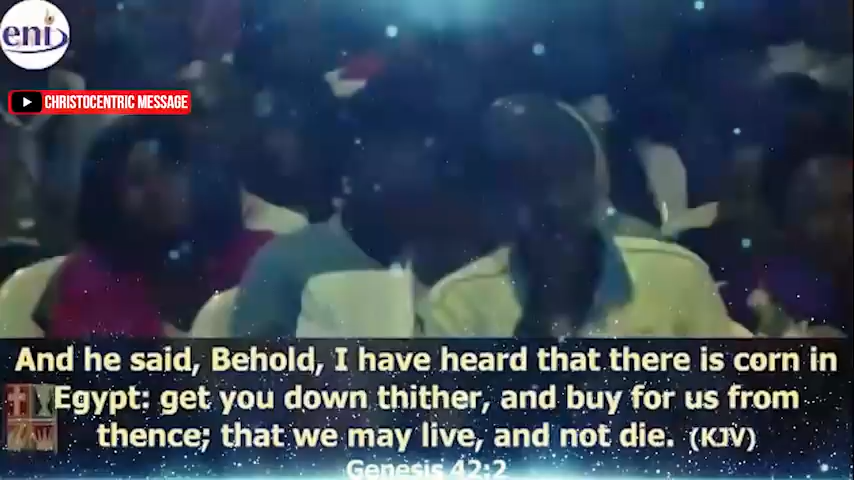 eni
CHRISTOCENTRIC MESSAGE
And he said, Behold, I have heard that there is corn in
Egypt: get you down thither, and buy for us from
thence; that we may live, and not die. (KJV)
Genesis 42:2